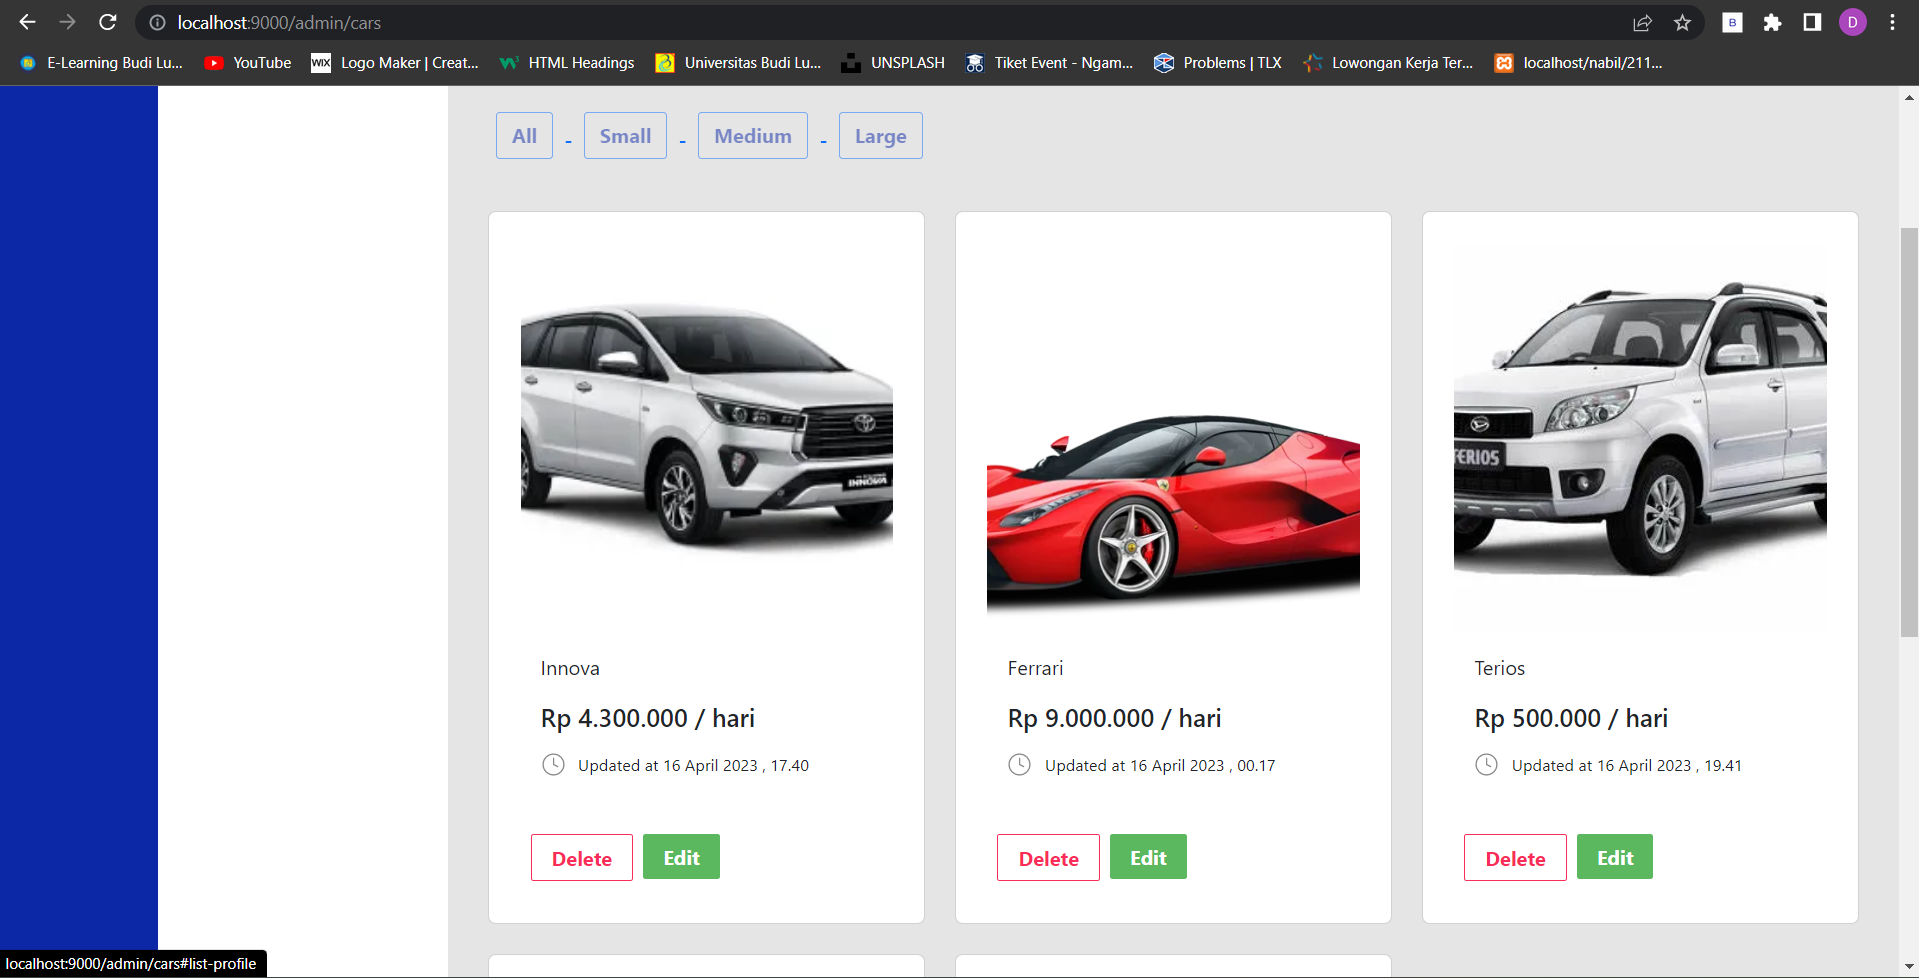 localhost:9000/admin/cars
B
D
E-Learning Budi Lu...
YouTube
WIX
Logo Maker | Creat...
HTML Headings
Universitas Budi Lu...
UNSPLASH
Tiket Event - Ngam...
Problems | TLX
Lowongan Kerja Ter...
localhost/nabil/211...
All - Small - Medium - Large
INNOVA
TERIOS
Innova
Rp 4.300.000 / hari
Updated at 16 April 2023 , 17.40
Delete
Edit
Ferrari
Rp 9.000.000 / hari
Updated at 16 April 2023 , 00.17
Delete
Edit
Terios
Rp 500.000 / hari
Updated at 16 April 2023 , 19.41
Delete
Edit
localhost:9000/admin/cars#list-profile